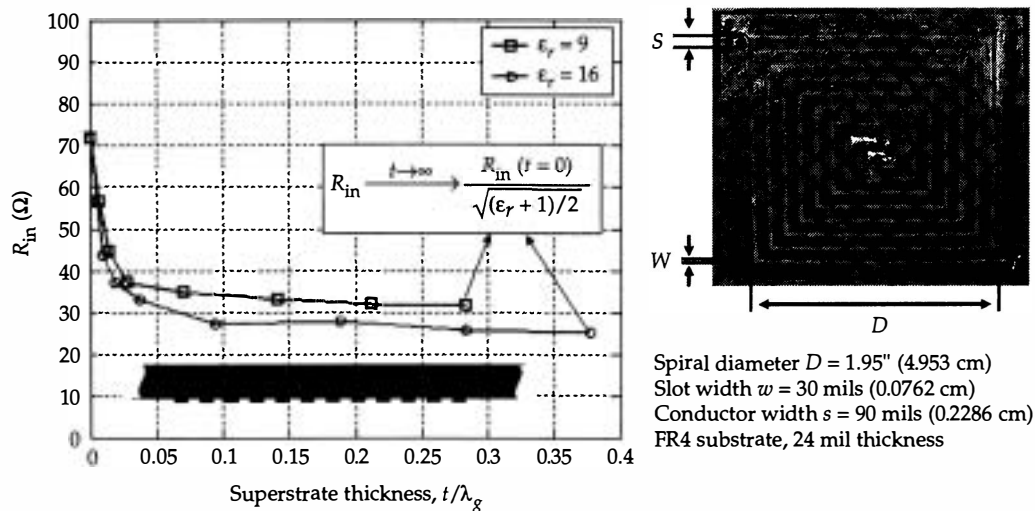 100
90
80
70
60
50
40
30
20
10
0
R_in (Ω)
ε_r = 9
ε_r = 16
R_in t→∞ R_in (t = 0) / √((ε_r + 1)/2)
0 0.05 0.1 0.15 0.2 0.25 0.3 0.35 0.4
Superstrate thickness, t/λ_g
S
W
D
Spiral diameter D = 1.95" (4.953 cm)
Slot width w = 30 mils (0.0762 cm)
Conductor width s = 90 mils (0.2286 cm)
FR4 substrate, 24 mil thickness